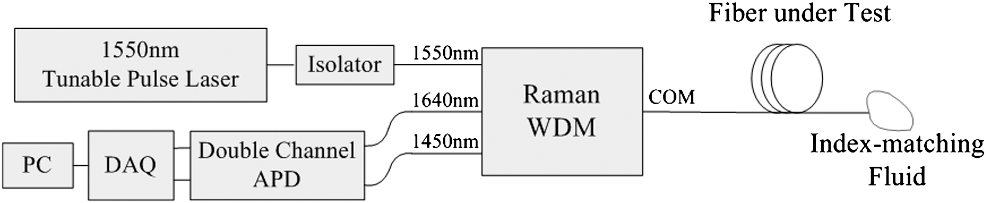 Fiber under Test
1550nm
Tunable Pulse Laser
Isolator
1550nm
1640nm
1450nm
Raman
WDM
COM
PC
DAQ
Double Channel
APD
Index-matching
Fluid